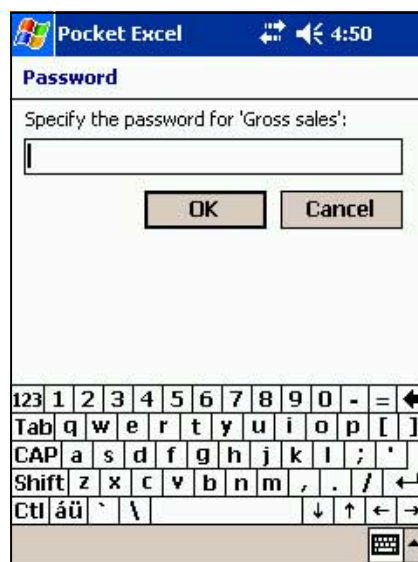 Pocket Excel 4:50
Password
Specify the password for 'Gross sales':
OK Cancel
123 1 2 3 4 5 6 7 8 9 0 - =
Tab q w e r t y u i o p [ ]
CAP a s d f g h j k l ; '
Shift z x c v b n m , . /
Ctl áü ` \